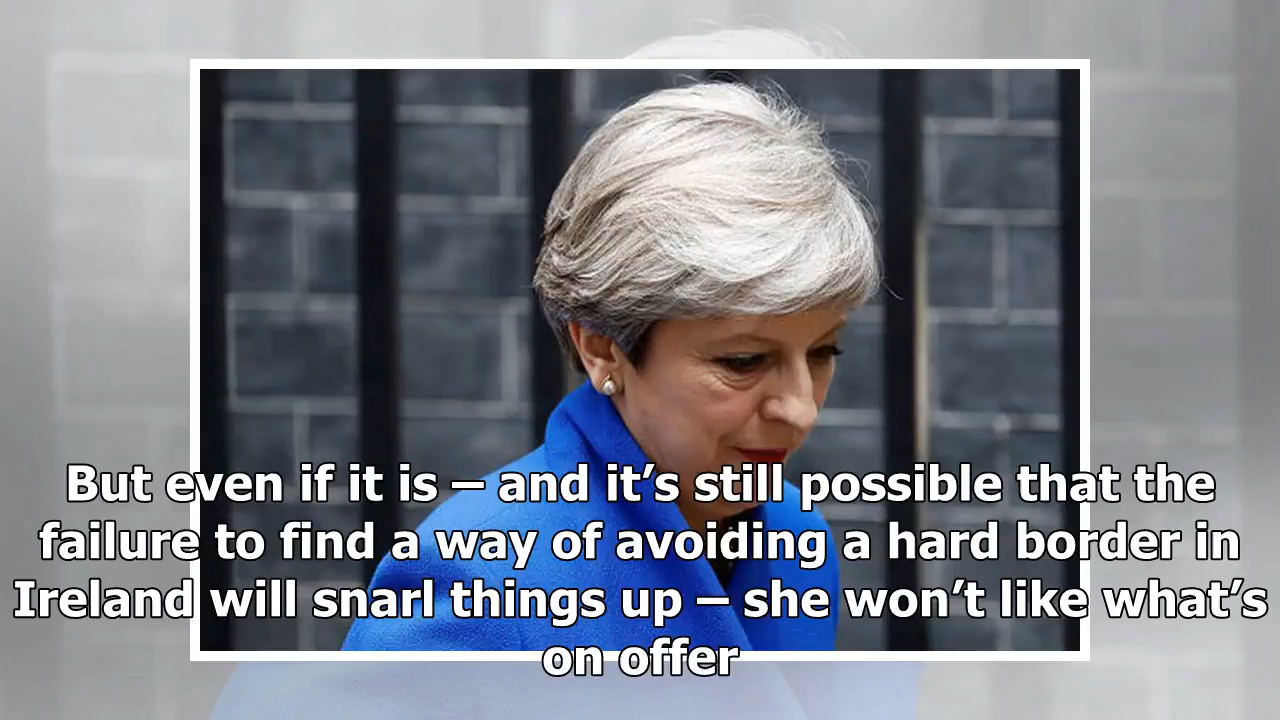 But even if it is – and it’s still possible that the
failure to find a way of avoiding a hard border in
Ireland will snarl things up – she won’t like what’s
on offer